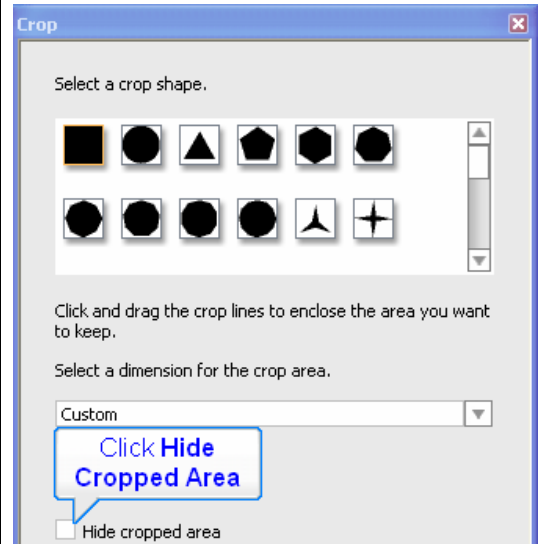 Crop
Select a crop shape.
Click and drag the crop lines to enclose the area you want
to keep.
Select a dimension for the crop area.
Custom
Click Hide
Cropped Area
Hide cropped area